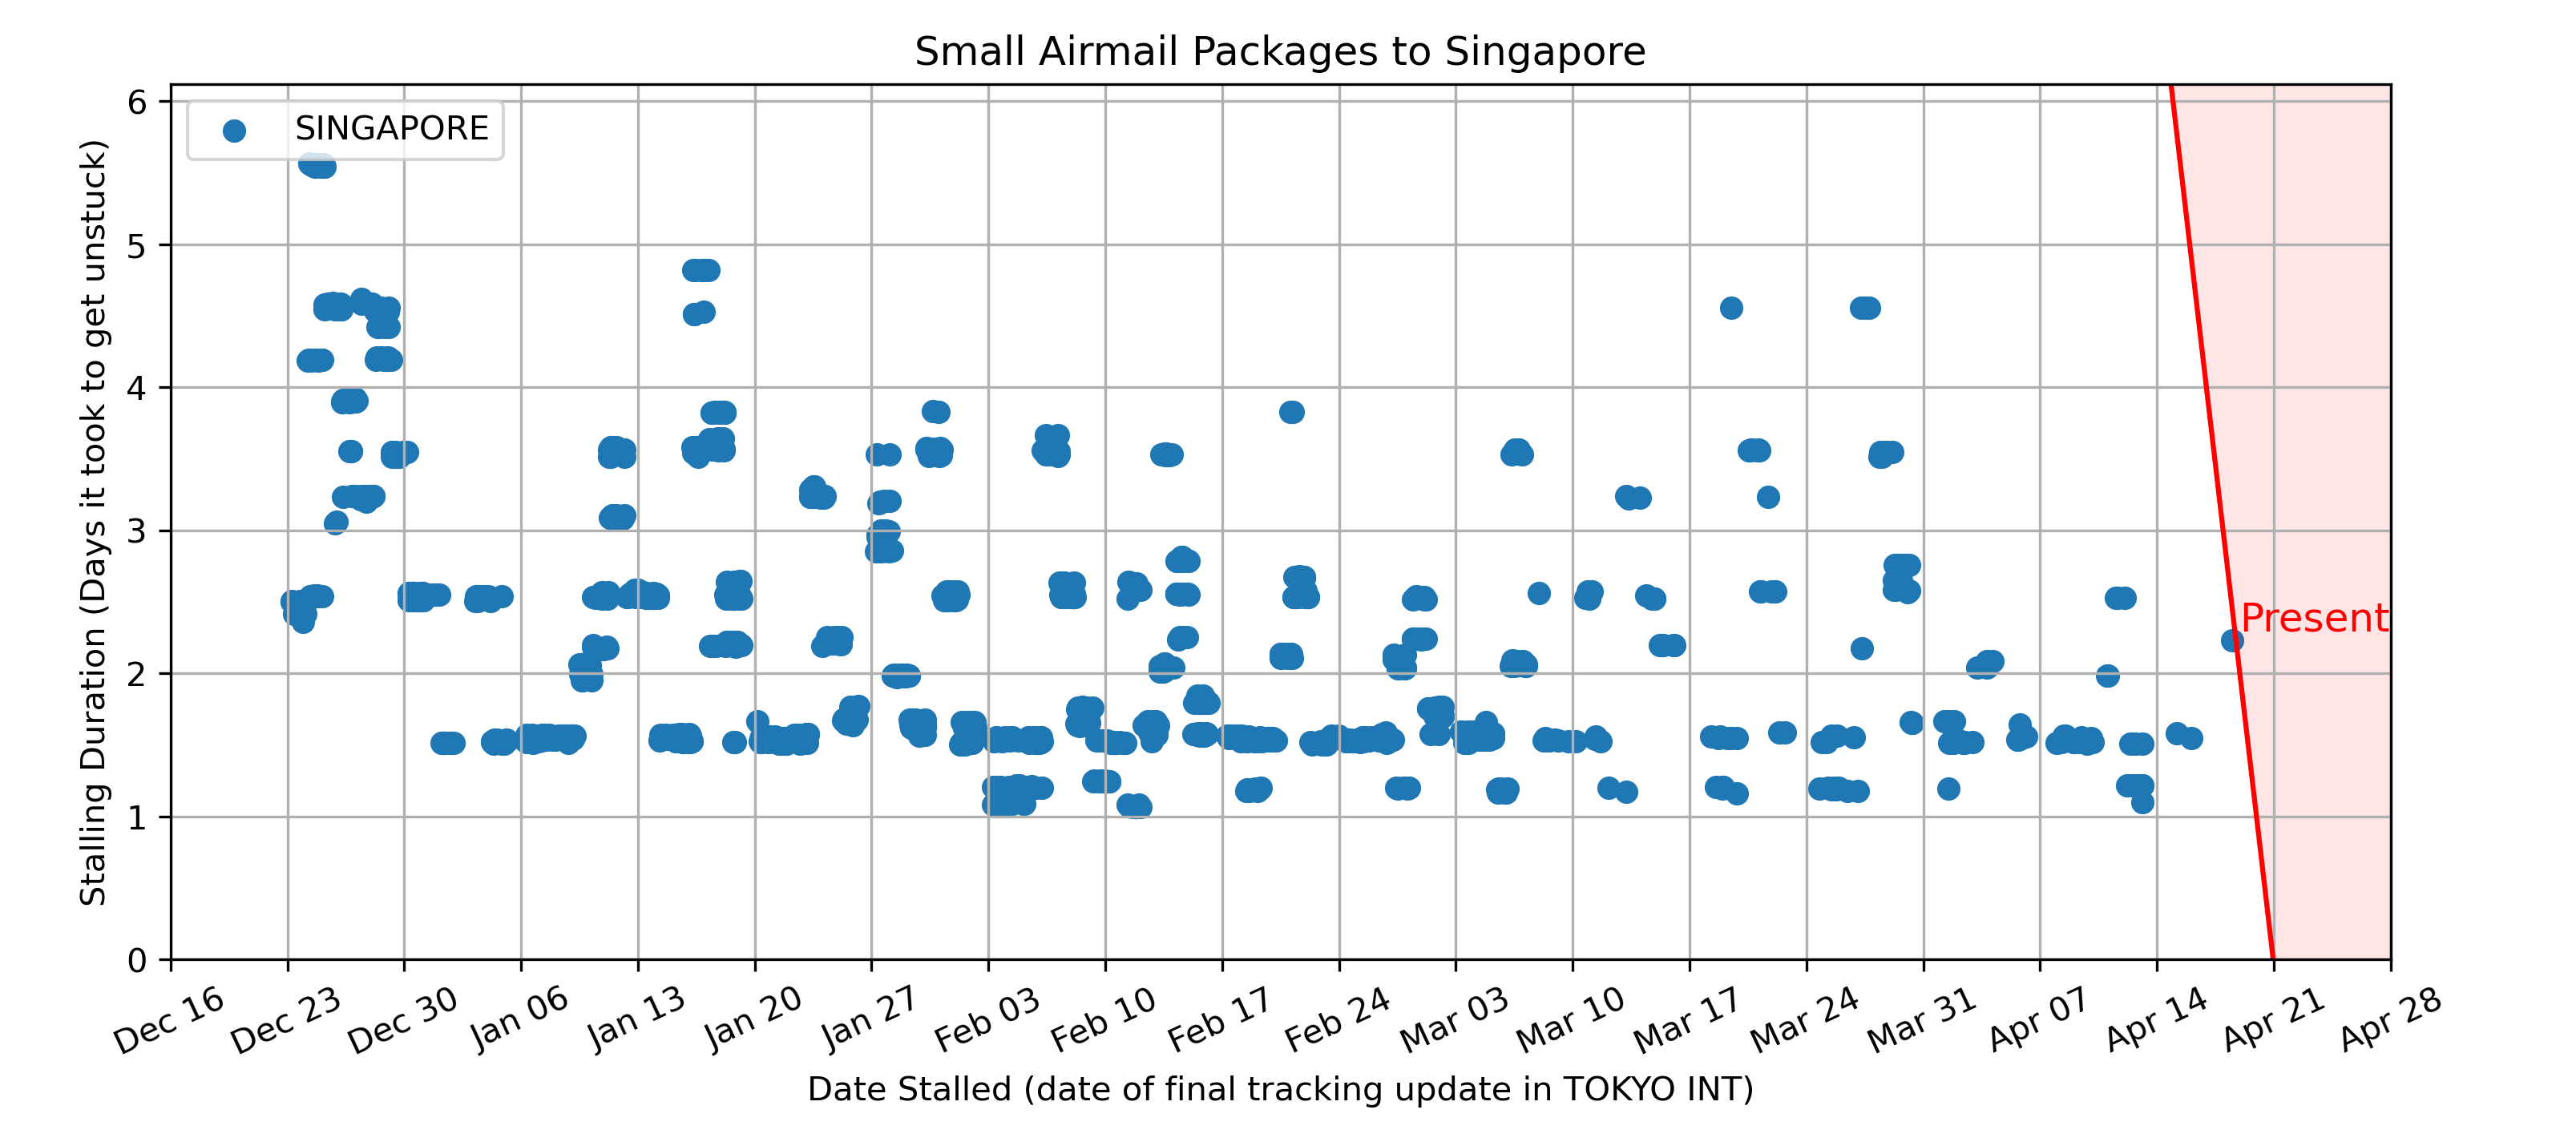 Small Airmail Packages to Singapore
SINGAPORE
Stalling Duration (Days it took to get unstuck)
6
5
4
3
2
1
0
Present
Dec 16
Dec 23
Dec 30
Jan 06
Jan 13
Jan 20
Jan 27
Feb 03
Feb 10
Feb 17
Feb 24
Mar 03
Mar 10
Mar 17
Mar 24
Mar 31
Apr 07
Apr 14
Apr 21
Apr 28
Date Stalled (date of final tracking update in TOKYO INT)